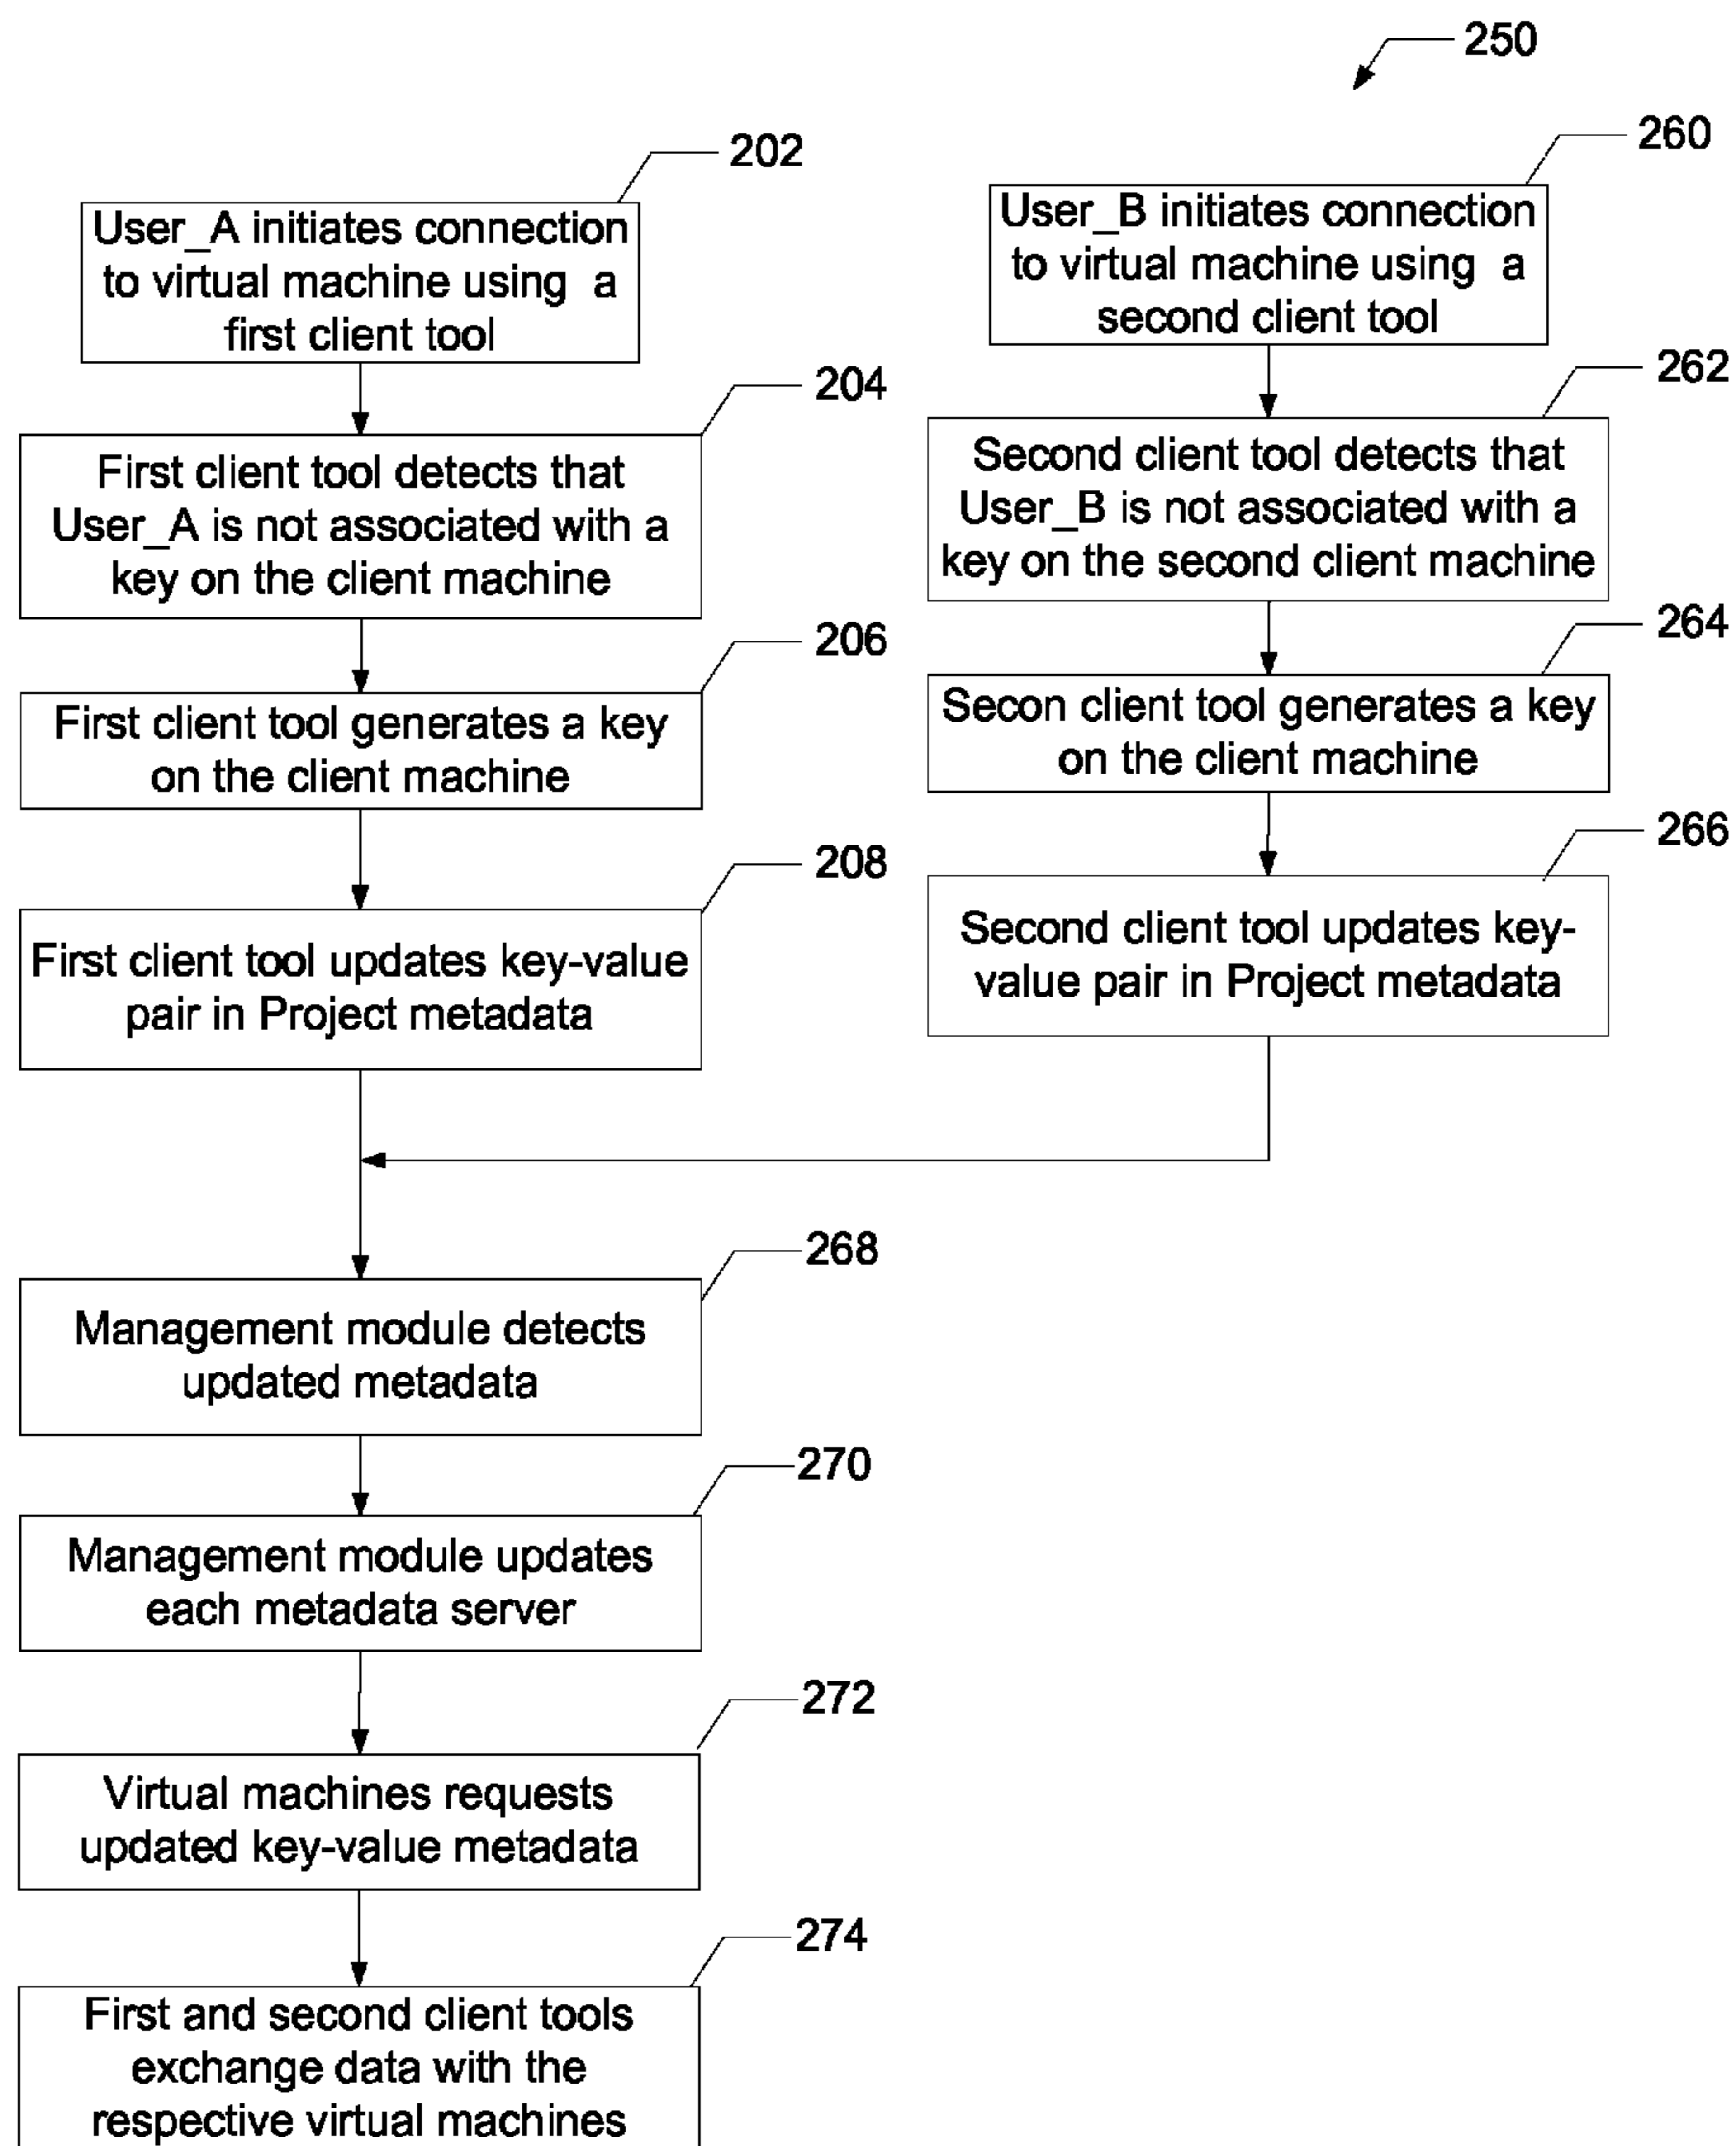 250
202
User_A initiates connection
to virtual machine using a
first client tool
204
First client tool detects that
User_A is not associated with a
key on the client machine
206
First client tool generates a key
on the client machine
208
First client tool updates key-value
pair in Project metadata
260
User_B initiates connection
to virtual machine using a
second client tool
262
Second client tool detects that
User_B is not associated with a
key on the second client machine
264
Secon client tool generates a key
on the client machine
266
Second client tool updates key-
value pair in Project metadata
268
Management module detects
updated metadata
270
Management module updates
each metadata server
272
Virtual machines requests
updated key-value metadata
274
First and second client tools
exchange data with the
respective virtual machines